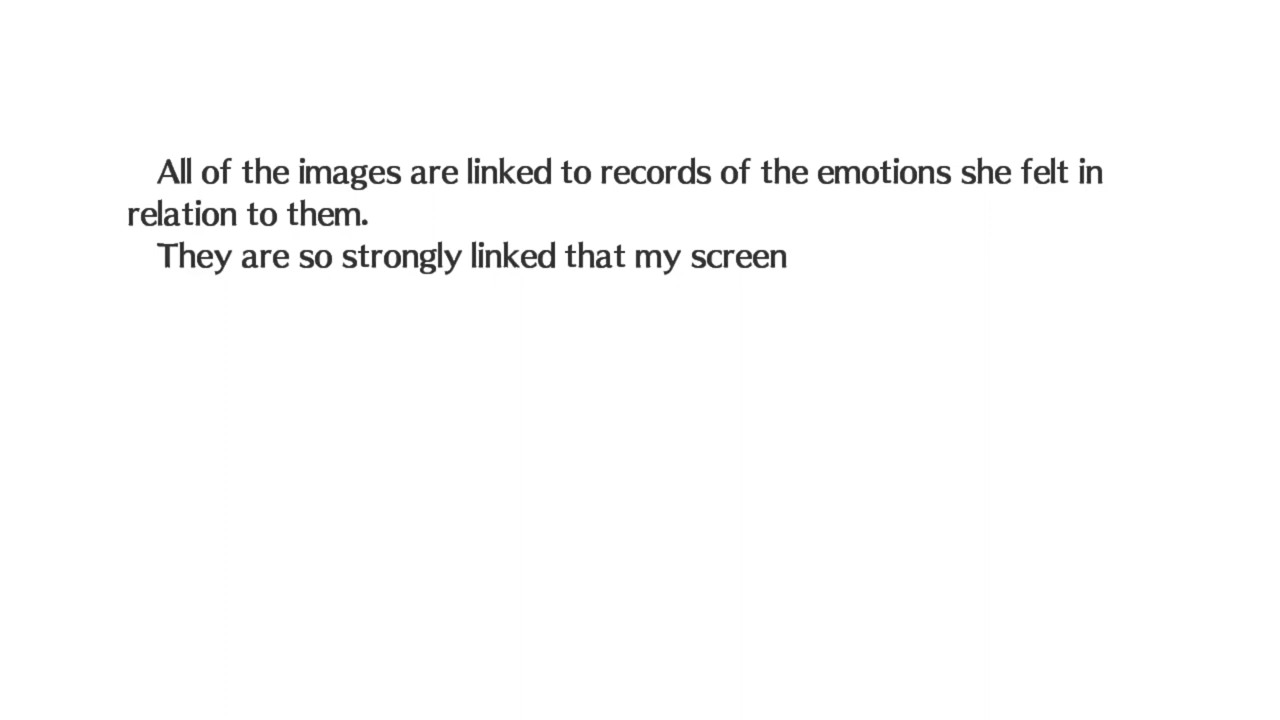 All of the images are linked to records of the emotions she felt in
relation to them.
They are so strongly linked that my screen